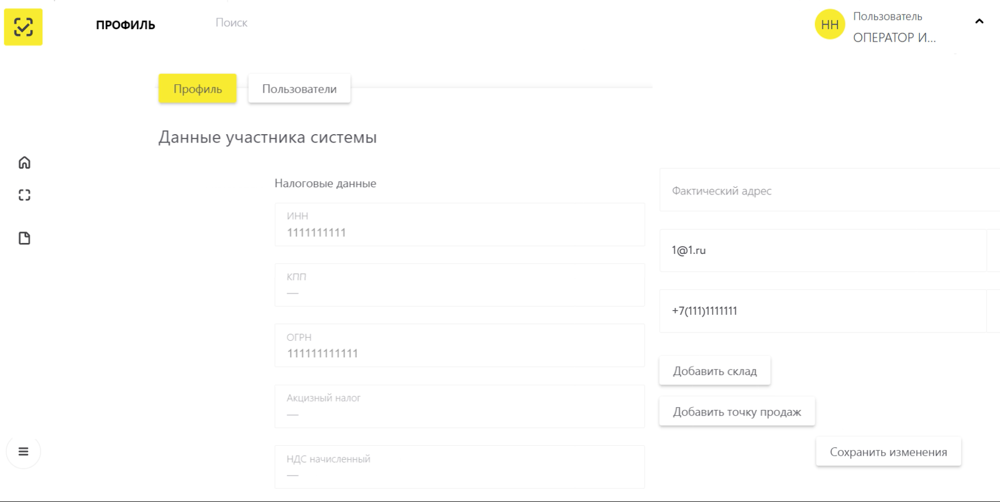 ПРОФИЛЬ
Поиск
НН
Пользователь
ОПЕРАТОР И...
Профиль
Пользователи
Данные участника системы
Налоговые данные
ИНН
1111111111
КПП
—
ОГРН
111111111111
Акцизный налог
—
НДС начисленный
—
Фактический адрес
1@1.ru
+7(111)1111111
Добавить склад
Добавить точку продаж
Сохранить изменения